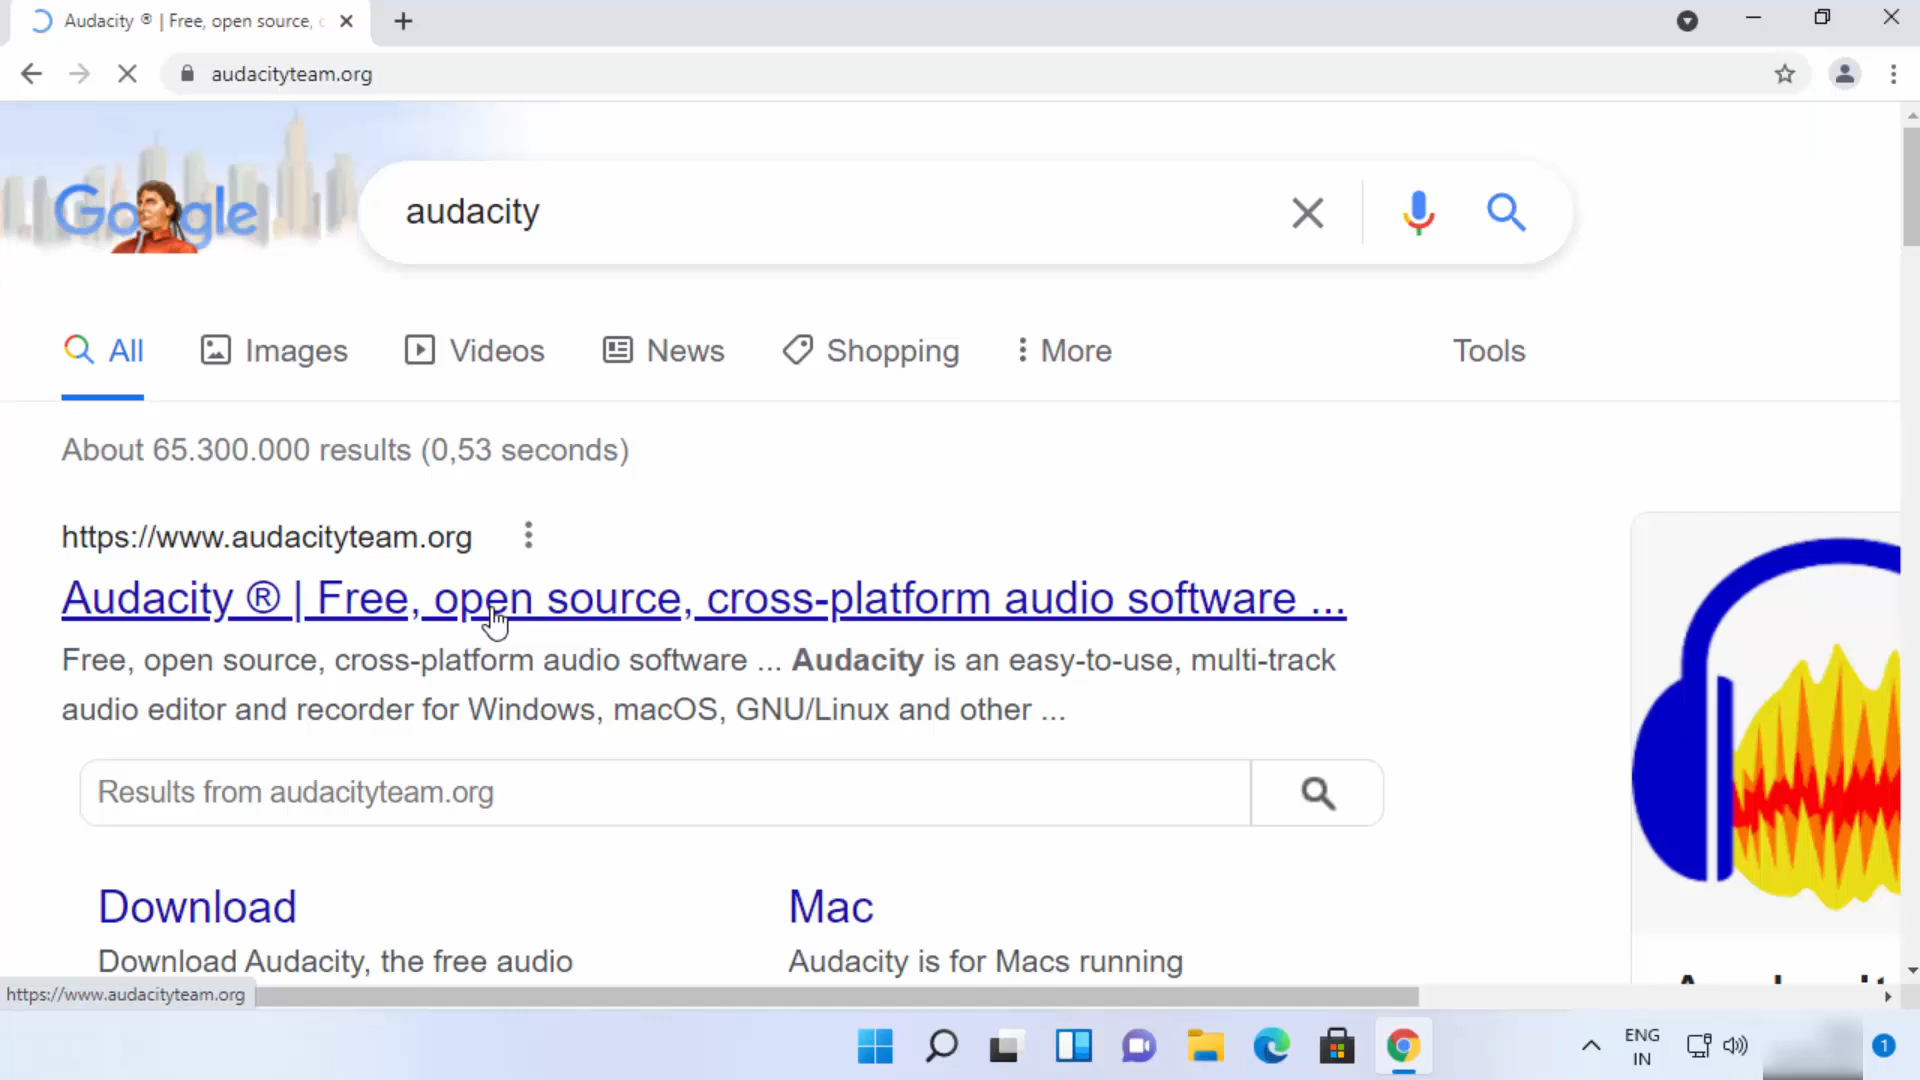 Audacity ® | Free, open source,
audacityteam.org
Google
audacity
All
Images
Videos
News
Shopping
More
Tools
About 65.300.000 results (0,53 seconds)
https://www.audacityteam.org
Audacity ® | Free, open source, cross-platform audio software ...
Free, open source, cross-platform audio software ... Audacity is an easy-to-use, multi-track
audio editor and recorder for Windows, macOS, GNU/Linux and other ...
Results from audacityteam.org
Download
Mac
Download Audacity, the free audio
Audacity is for Macs running
https://www.audacityteam.org
ENG
IN
1